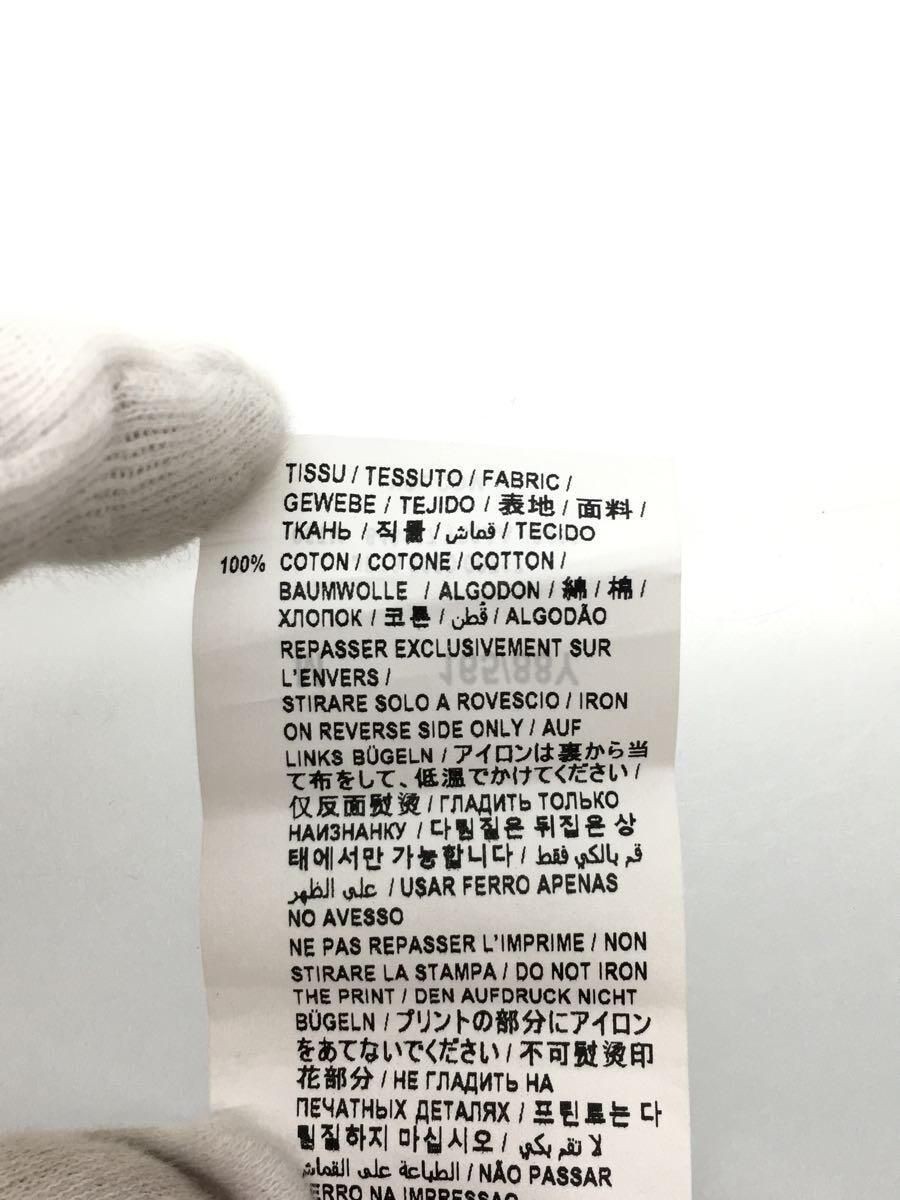 TISSU / TESSUTO / FABRIC /
GEWEBE / TEJIDO / 表地 / 面料 /
ТКАНЬ / 직물 / قماش / TECIDO
100% COTON / COTONE / COTTON /
BAUMWOLLE / ALGODON / 綿 / 棉 /
ХЛОПОК / 코튼 / قُطن / ALGODÃO
REPASSER EXCLUSIVEMENT SUR
L'ENVERS /
STIRARE SOLO A ROVESCIO / IRON
ON REVERSE SIDE ONLY / AUF
LINKS BÜGELN / アイロンは裏から当
て布をして、低温でかけてください /
仅反面熨烫 / ГЛАДИТЬ ТОЛЬКО
НАИЗНАНКУ / 다림질은 뒤집은 상
태에서만 가능합니다 / قم بالكي فقط
على الظهر / USAR FERRO APENAS
NO AVESSO
NE PAS REPASSER L'IMPRIME / NON
STIRARE LA STAMPA / DO NOT IRON
THE PRINT / DEN AUFDRUCK NICHT
BÜGELN / プリントの部分にアイロン
をあてないでください / 不可熨烫印
花部分 / НЕ ГЛАДИТЬ НА
ПЕЧАТНЫХ ДЕТАЛЯХ / 프린트는 다
림질하지 마십시오 / لا تقم بكي
الطباعة على القماش / NÃO PASSAR
FERRO NA IMPRESSAO
165/88Y